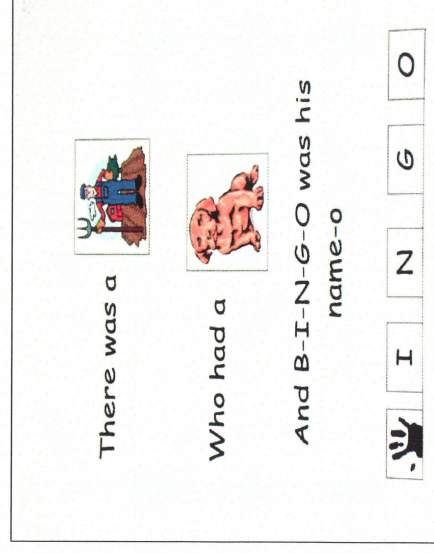 There was a
Who had a
And B-I-N-G-O was his
name-o
I N G O